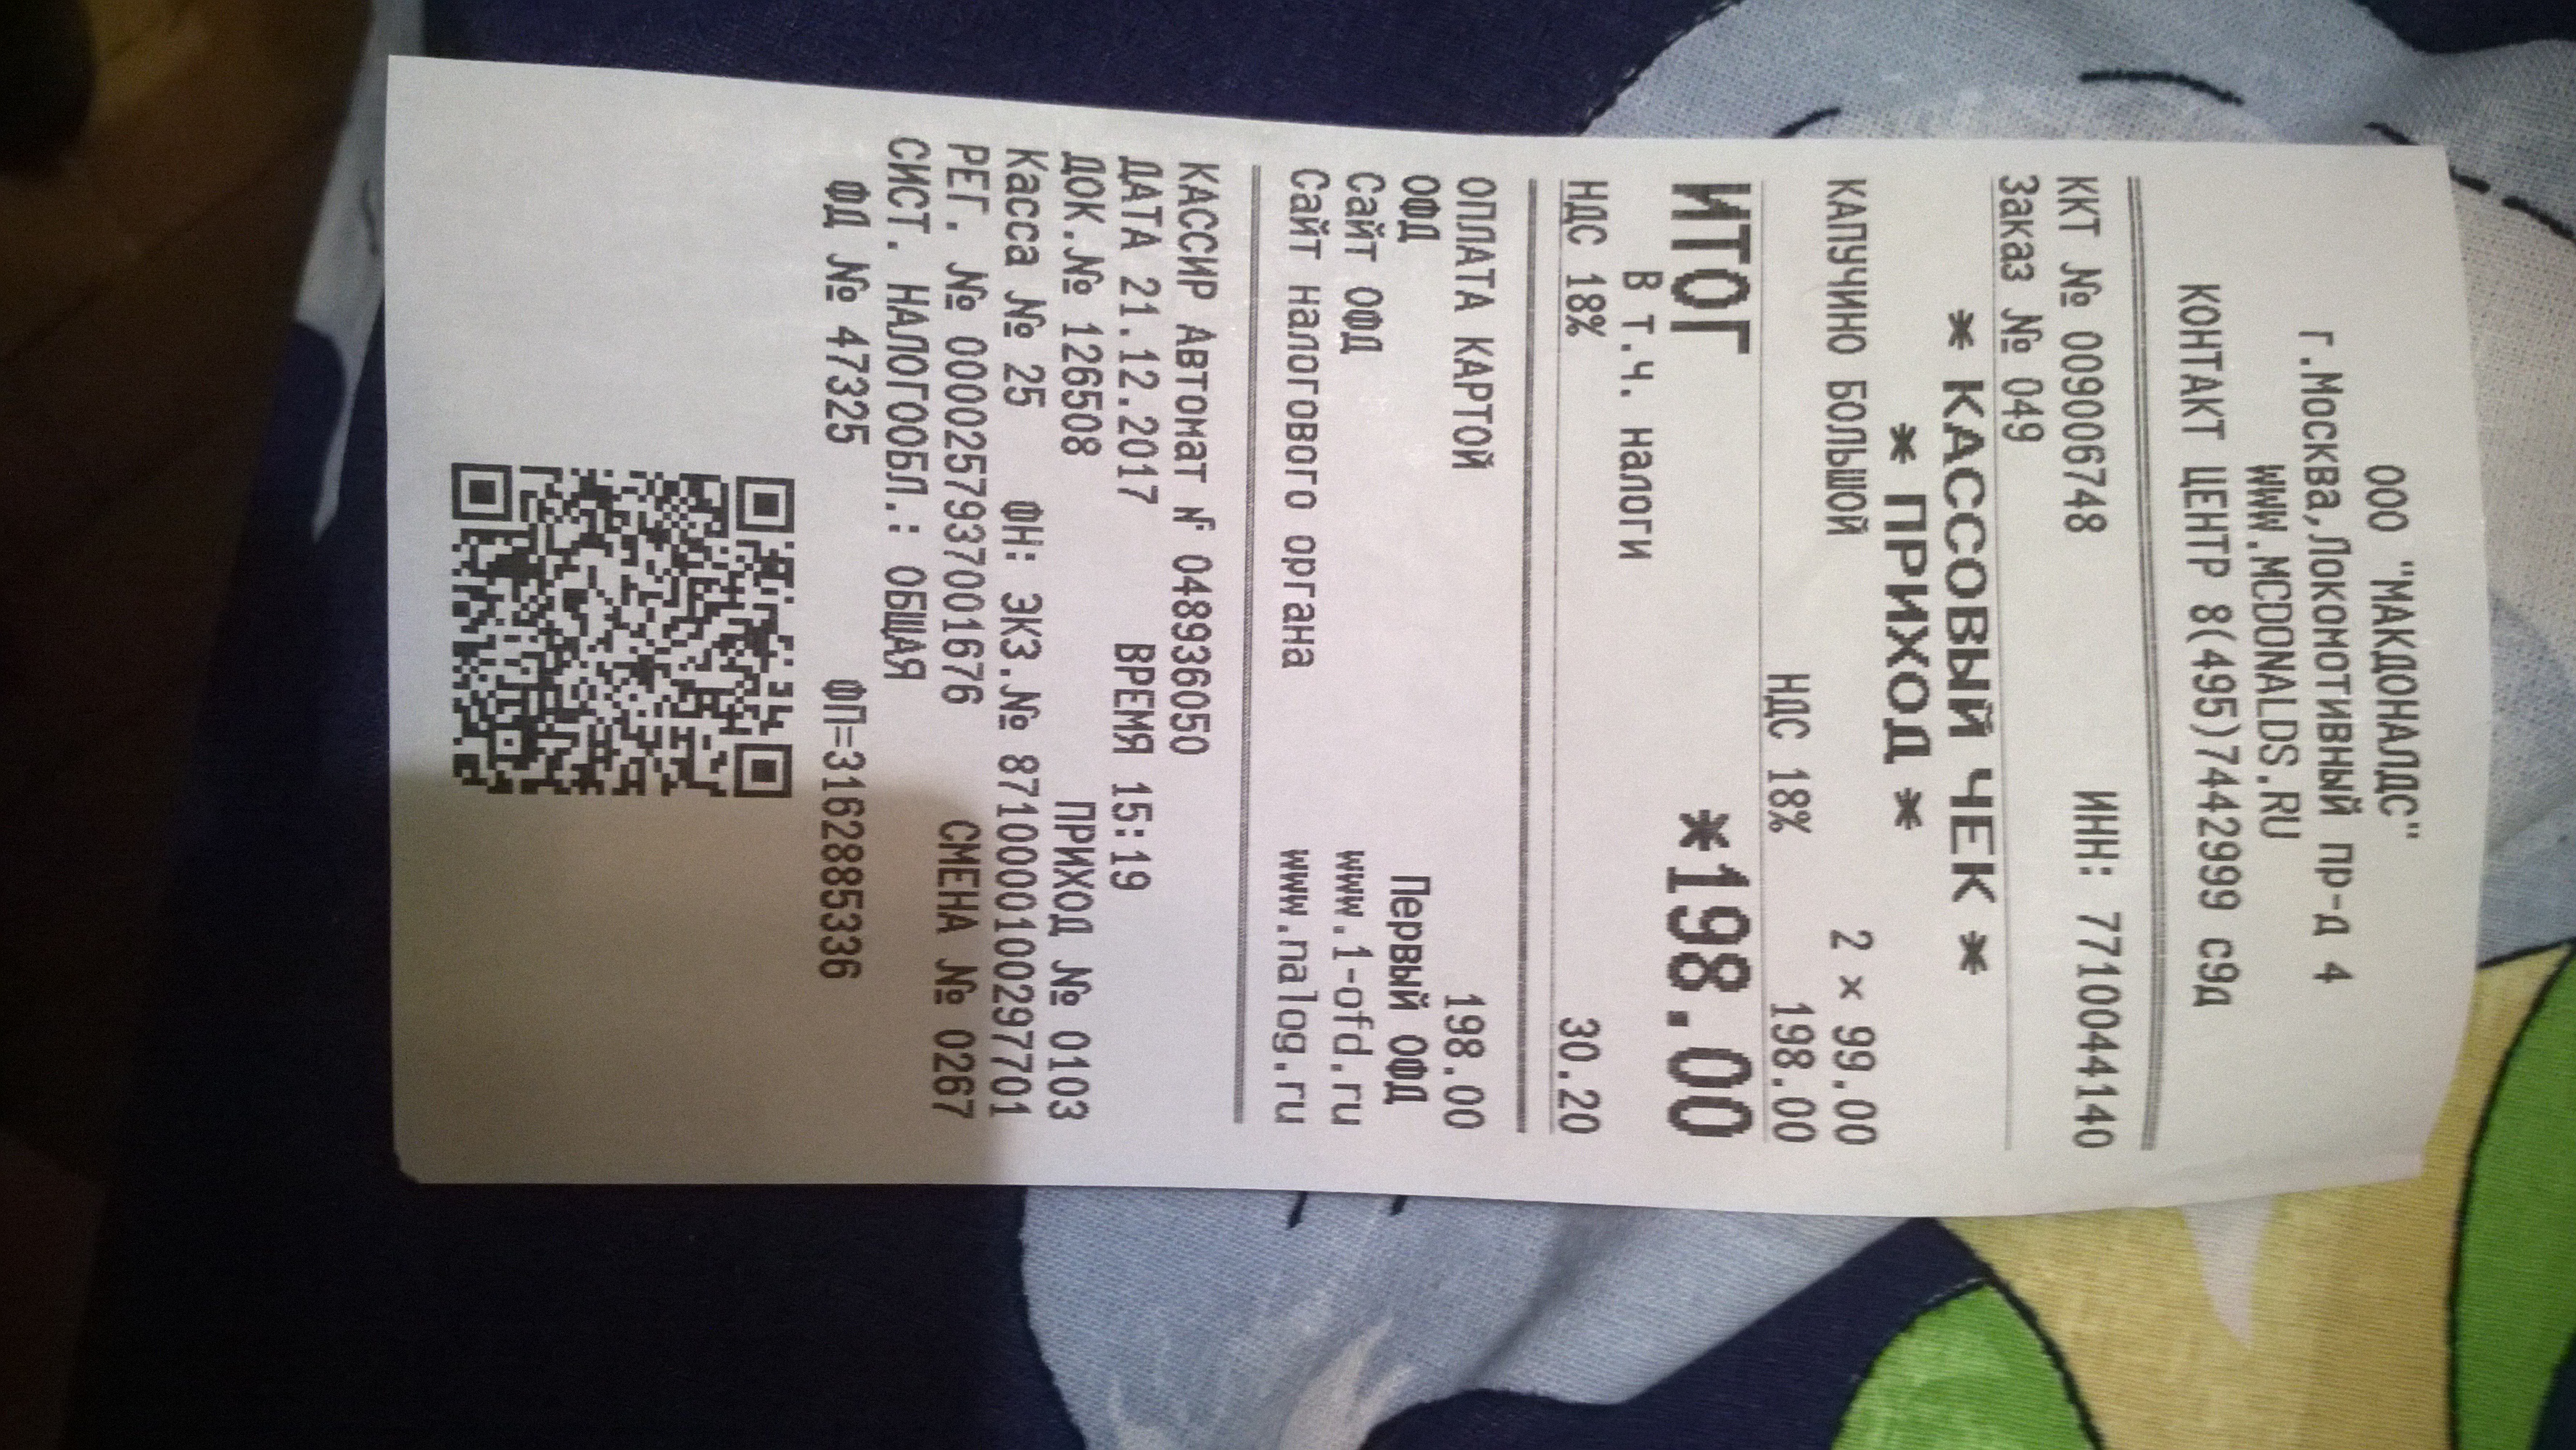 ООО "МАКДОНАЛДС"
г.Москва,Локомотивный пр-д 4
WWW.MCDONALDS.RU
КОНТАКТ ЦЕНТР 8(495)7442999 с9д
ККТ № 0090006748 ИНН: 7710044140
Заказ № 049
* КАССОВЫЙ ЧЕК *
* ПРИХОД *
КАПУЧИНО БОЛЬШОЙ 2 × 99.00
НДС 18% 198.00
ИТОГ *198.00
В т.ч. налоги
НДС 18% 30.20
ОПЛАТА КАРТОЙ 198.00
ОФД Первый ОФД
Сайт ОФД www.1-ofd.ru
Сайт налогового органа www.nalog.ru
КАССИР Автомат № 048936050
ДАТА 21.12.2017 ВРЕМЯ 15:19
ДОК.№ 126508 ПРИХОД № 0103
Касса № 25 ФН: ЭКЗ.№ 8710000100297701
РЕГ. № 0000257937001676 СМЕНА № 0267
СИСТ. НАЛОГООБЛ.: ОБЩАЯ
ФД № 47325 ФП=3162885336